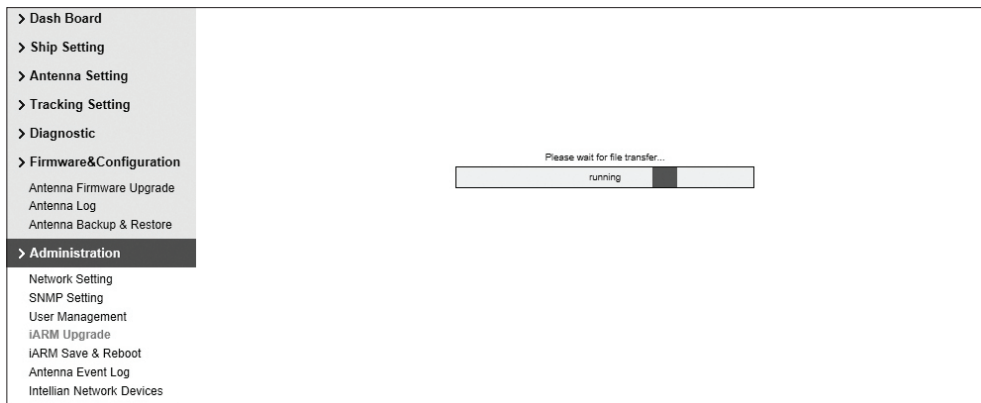 > Dash Board
> Ship Setting
> Antenna Setting
> Tracking Setting
> Diagnostic
> Firmware&Configuration
Antenna Firmware Upgrade
Antenna Log
Antenna Backup & Restore
> Administration
Network Setting
SNMP Setting
User Management
iARM Upgrade
iARM Save & Reboot
Antenna Event Log
Intellian Network Devices
Please wait for file transfer...
running